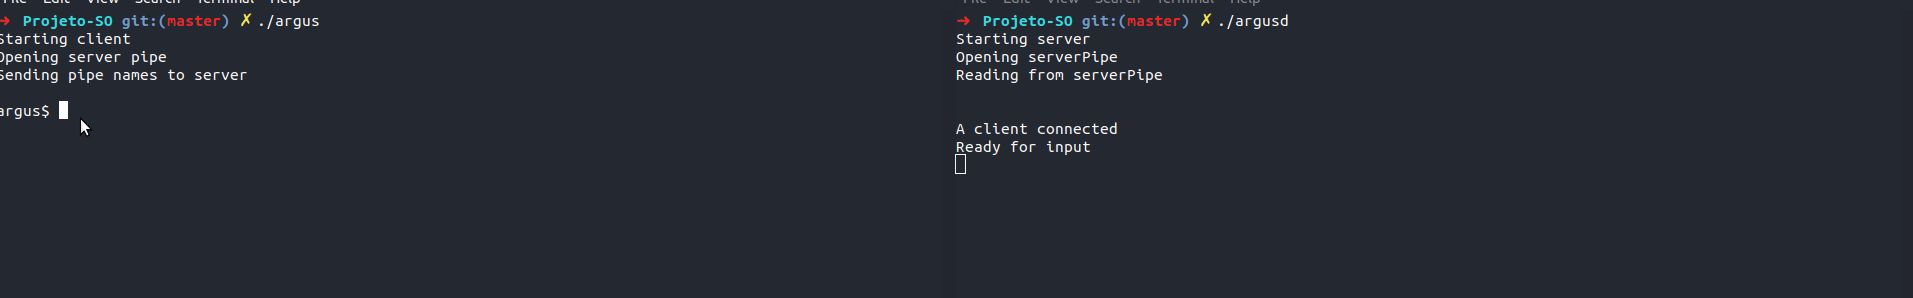 File Edit View Search Terminal Help
→ Projeto-SO git:(master) ✗ ./argus
Starting client
Opening server pipe
Sending pipe names to server
argus$
File Edit View Search Terminal Help
→ Projeto-SO git:(master) ✗ ./argusd
Starting server
Opening serverPipe
Reading from serverPipe
A client connected
Ready for input